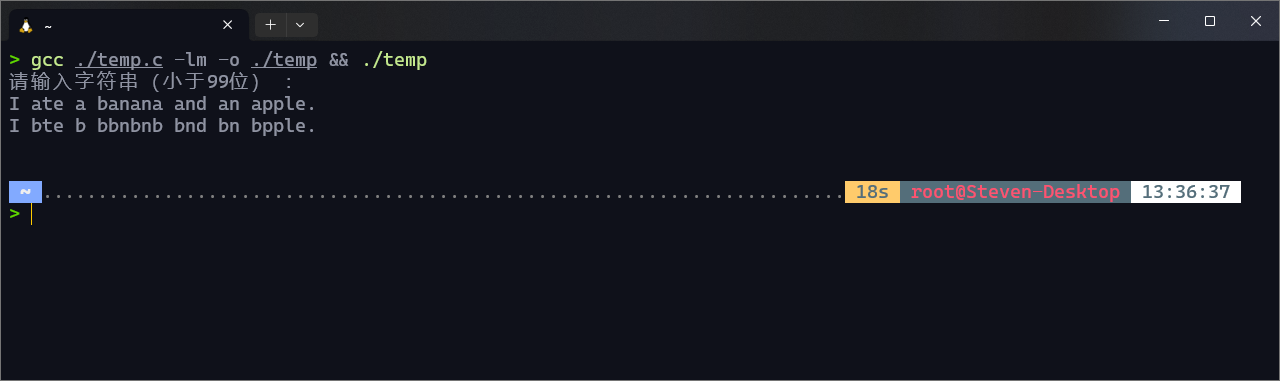 ~
> gcc ./temp.c -lm -o ./temp && ./temp
请输入字符串（小于99位） ：
I ate a banana and an apple.
I bte b bbnbnb bnd bn bpple.
~ ........................................................................ 18s root@Steven-Desktop 13:36:37
>